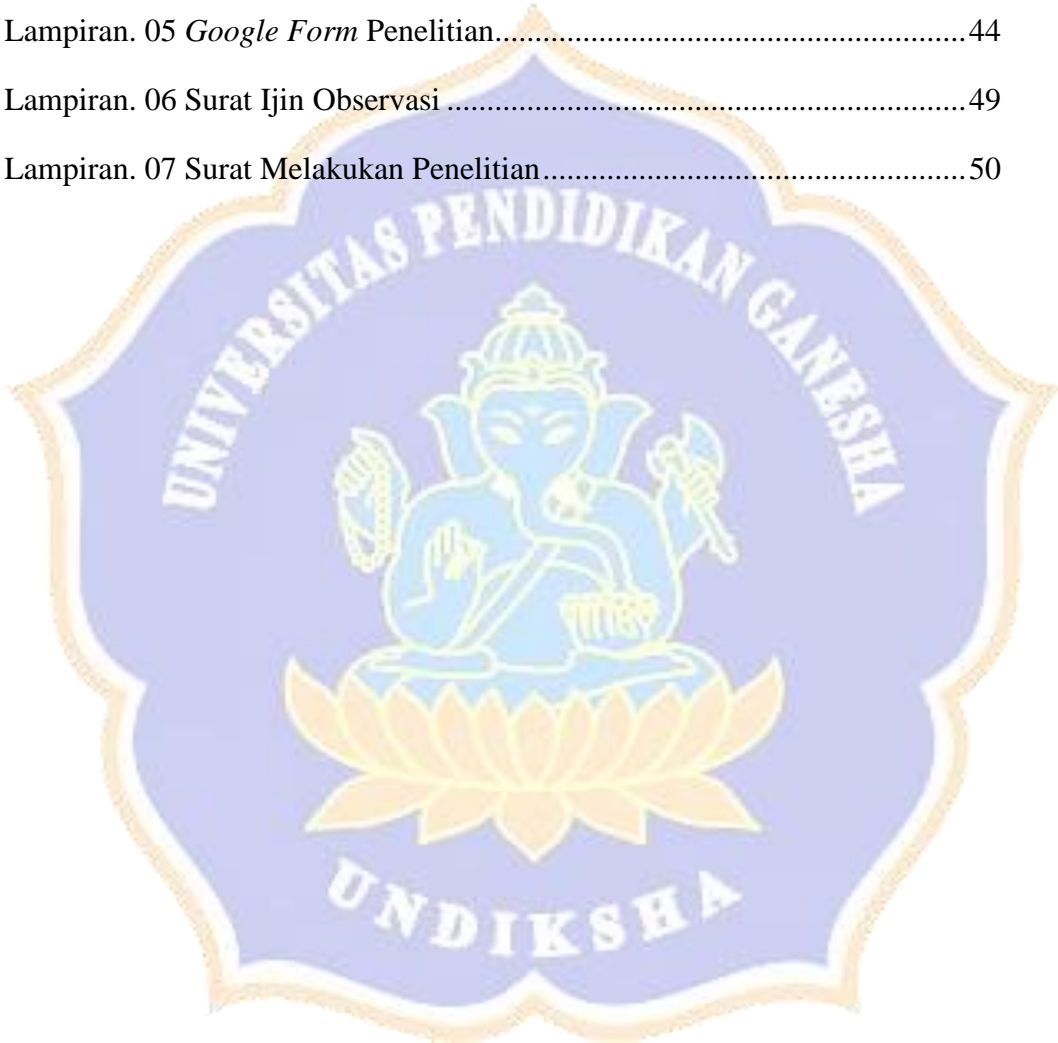 Lampiran. 05 Google Form Penelitian............................................................44
Lampiran. 06 Surat Ijin Observasi ..................................................................49
Lampiran. 07 Surat Melakukan Penelitian......................................................50
UNIVERSITAS PENDIDIKAN GANESHA
UNDIKSHA